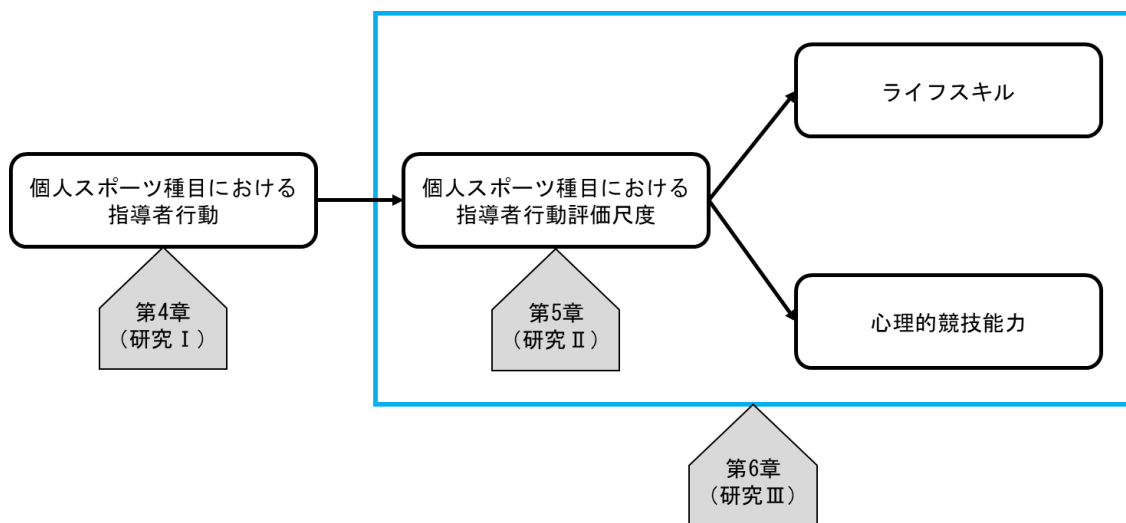 ライフスキル
個人スポーツ種目における
指導者行動
個人スポーツ種目における
指導者行動評価尺度
第4章
（研究Ⅰ）
第5章
（研究Ⅱ）
心理的競技能力
第6章
（研究Ⅲ）